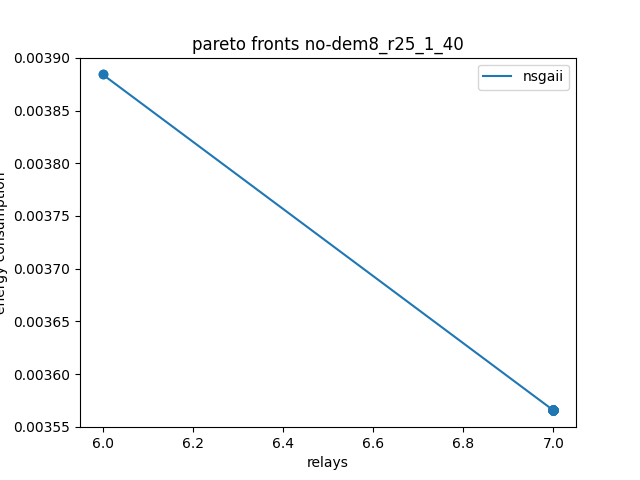 pareto fronts no-dem8_r25_1_40
nsgaii
0.00390
0.00385
0.00380
0.00375
0.00370
0.00365
0.00360
0.00355
energy consumption
6.0 6.2 6.4 6.6 6.8 7.0
relays